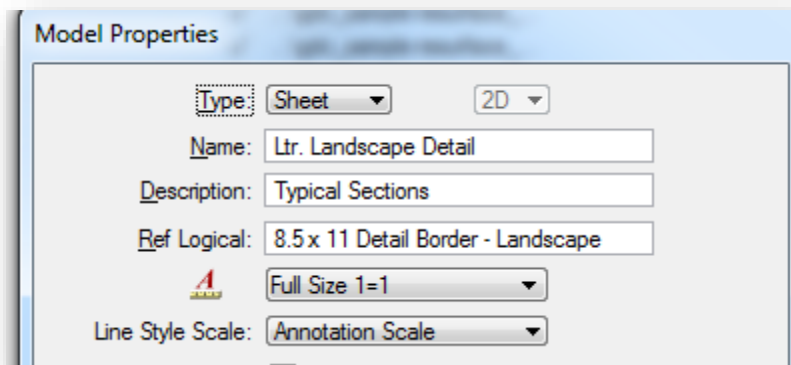 Model Properties
Type: Sheet 2D
Name: Ltr. Landscape Detail
Description: Typical Sections
Ref Logical: 8.5 x 11 Detail Border - Landscape
A Full Size 1=1
Line Style Scale: Annotation Scale